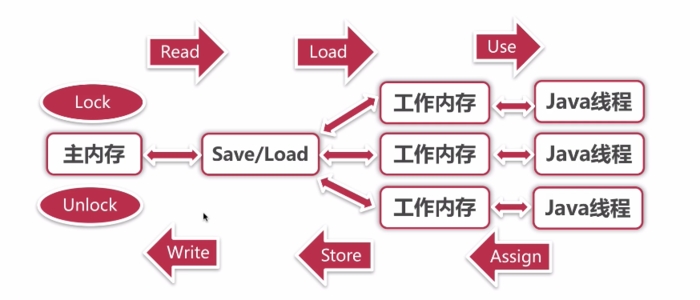 Read
Load
Use
Lock
工作内存
Java线程
主内存
Save/Load
工作内存
Java线程
Unlock
工作内存
Java线程
Write
Store
Assign